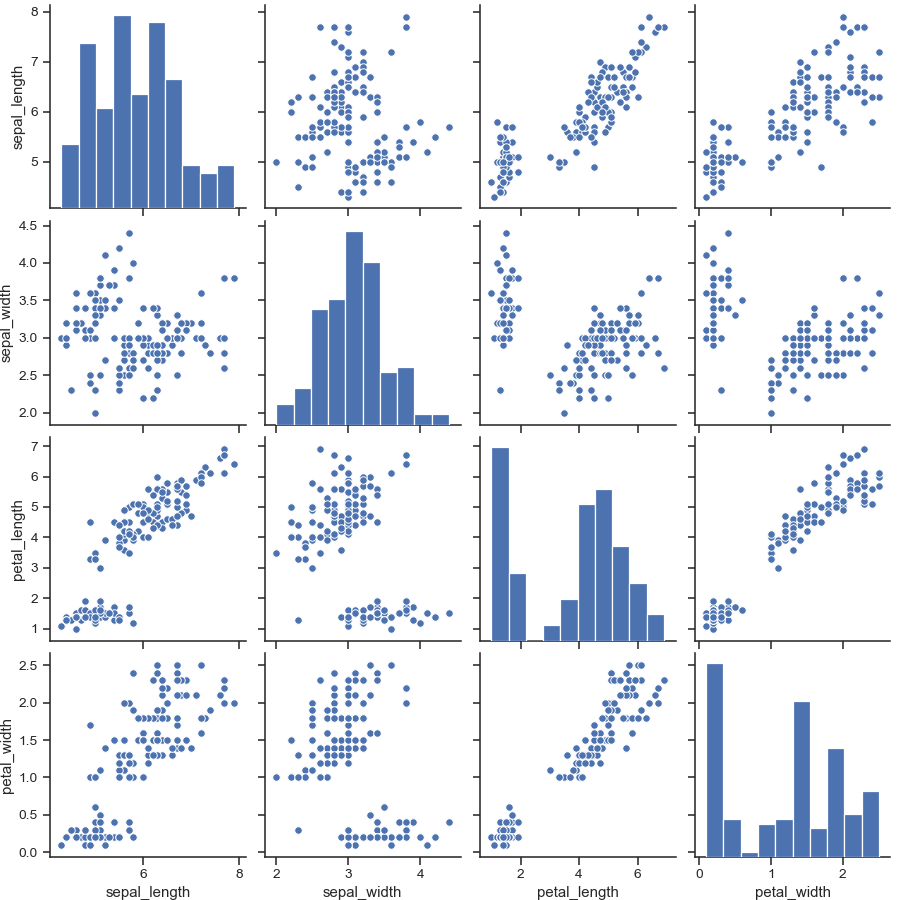 8
7
6
5
sepal_length
4.5
4.0
3.5
3.0
2.5
2.0
sepal_width
7
6
5
4
3
2
1
petal_length
2.5
2.0
1.5
1.0
0.5
0.0
petal_width
6 8
2 3 4
2 4 6
0 1 2
sepal_length
sepal_width
petal_length
petal_width